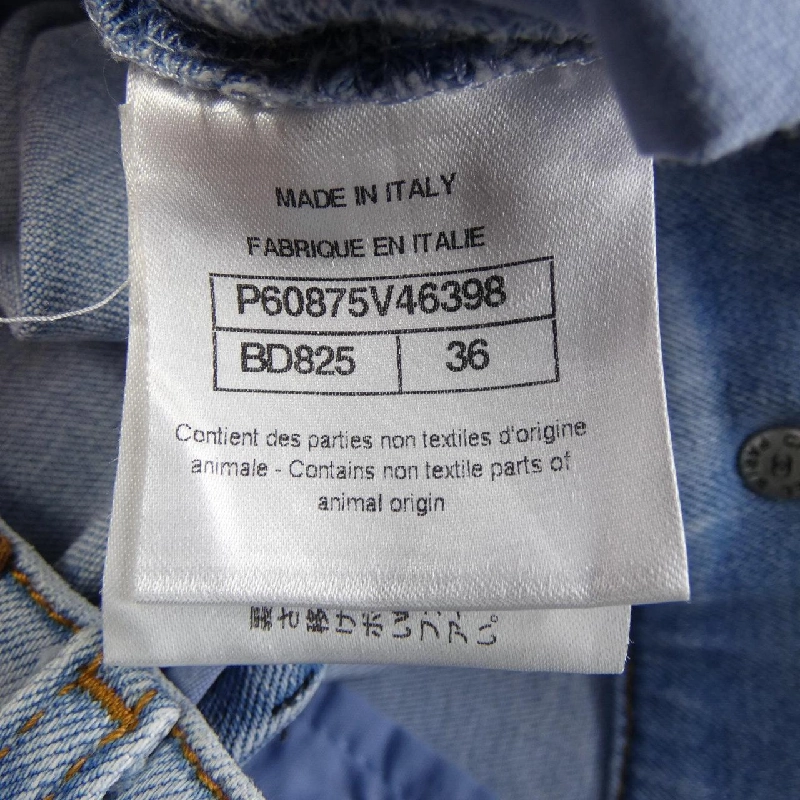 MADE IN ITALY
FABRIQUE EN ITALIE
P60875V46398
BD825 36
Contient des parties non textiles d'origine
animale - Contains non textile parts of
animal origin